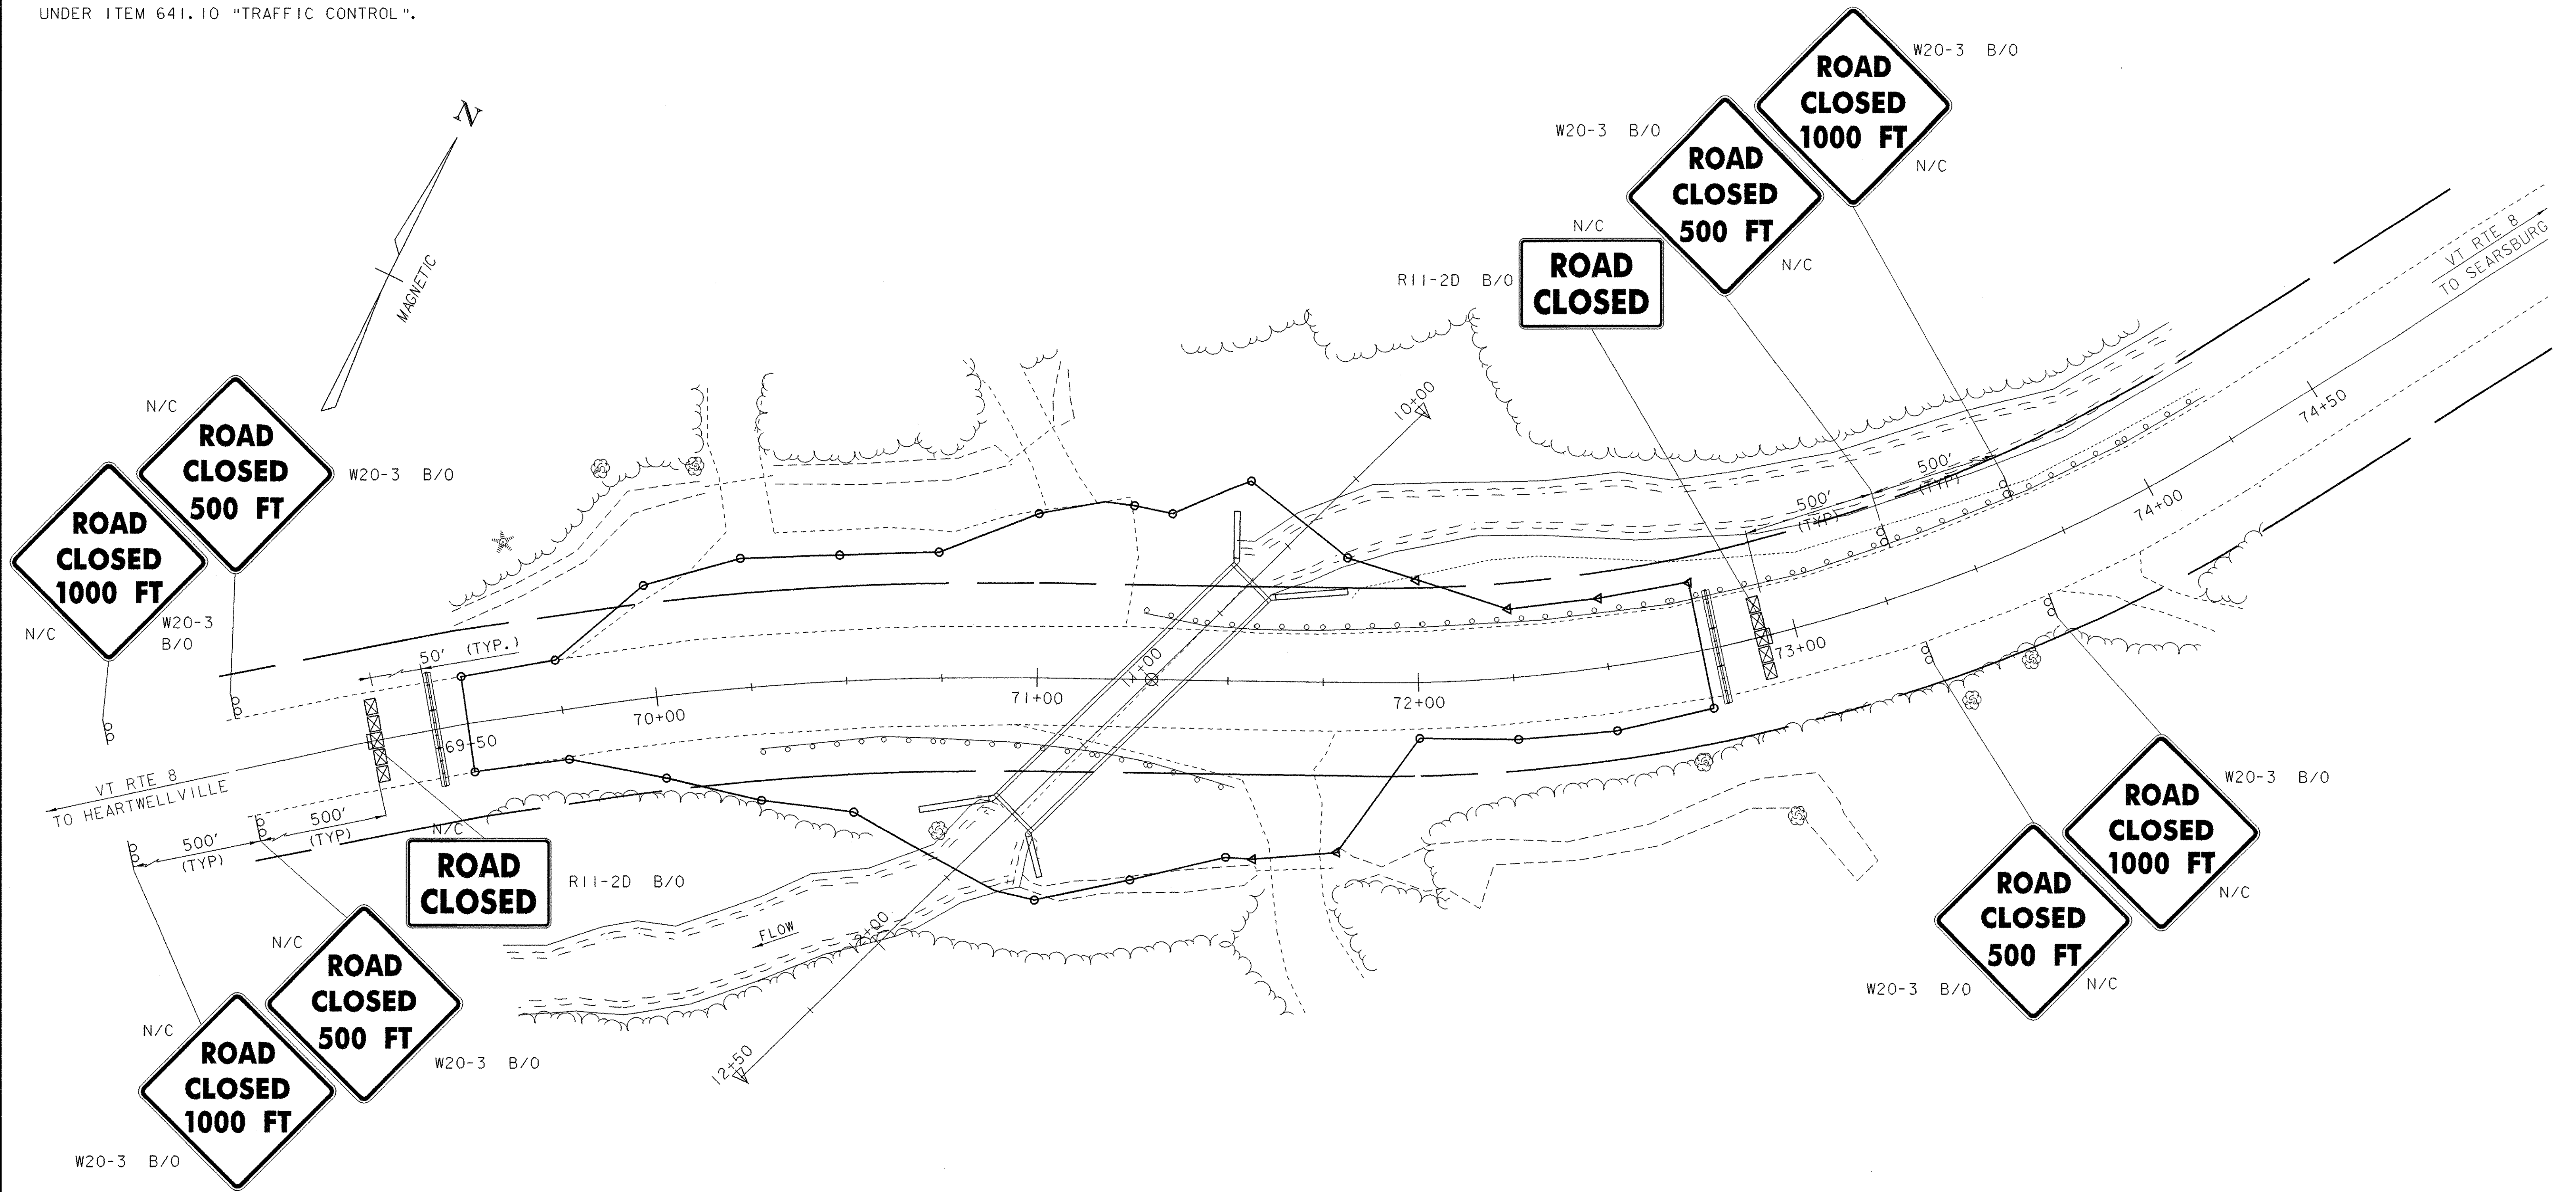 UNDER ITEM 641.10 "TRAFFIC CONTROL".
N
MAGNETIC
ROAD
CLOSED
1000 FT
W20-3 B/O
N/C
ROAD
CLOSED
500 FT
W20-3 B/O
N/C
N/C
ROAD
CLOSED
R11-2D B/O
VT RTE 8
TO SEARSBURG
N/C
ROAD
CLOSED
500 FT
W20-3 B/O
ROAD
CLOSED
1000 FT
N/C
W20-3
B/O
10+00
500'
(TYP)
500'
(TYP)
74+50
74+00
73+00
72+00
71+00
70+00
69+50
50' (TYP.)
VT RTE 8
TO HEARTWELLVILLE
500'
(TYP)
500'
(TYP)
N/C
ROAD
CLOSED
R11-2D B/O
FLOW
12+00
12+50
N/C
ROAD
CLOSED
500 FT
W20-3 B/O
N/C
ROAD
CLOSED
1000 FT
W20-3 B/O
ROAD
CLOSED
1000 FT
W20-3 B/O
N/C
ROAD
CLOSED
500 FT
W20-3 B/O
N/C